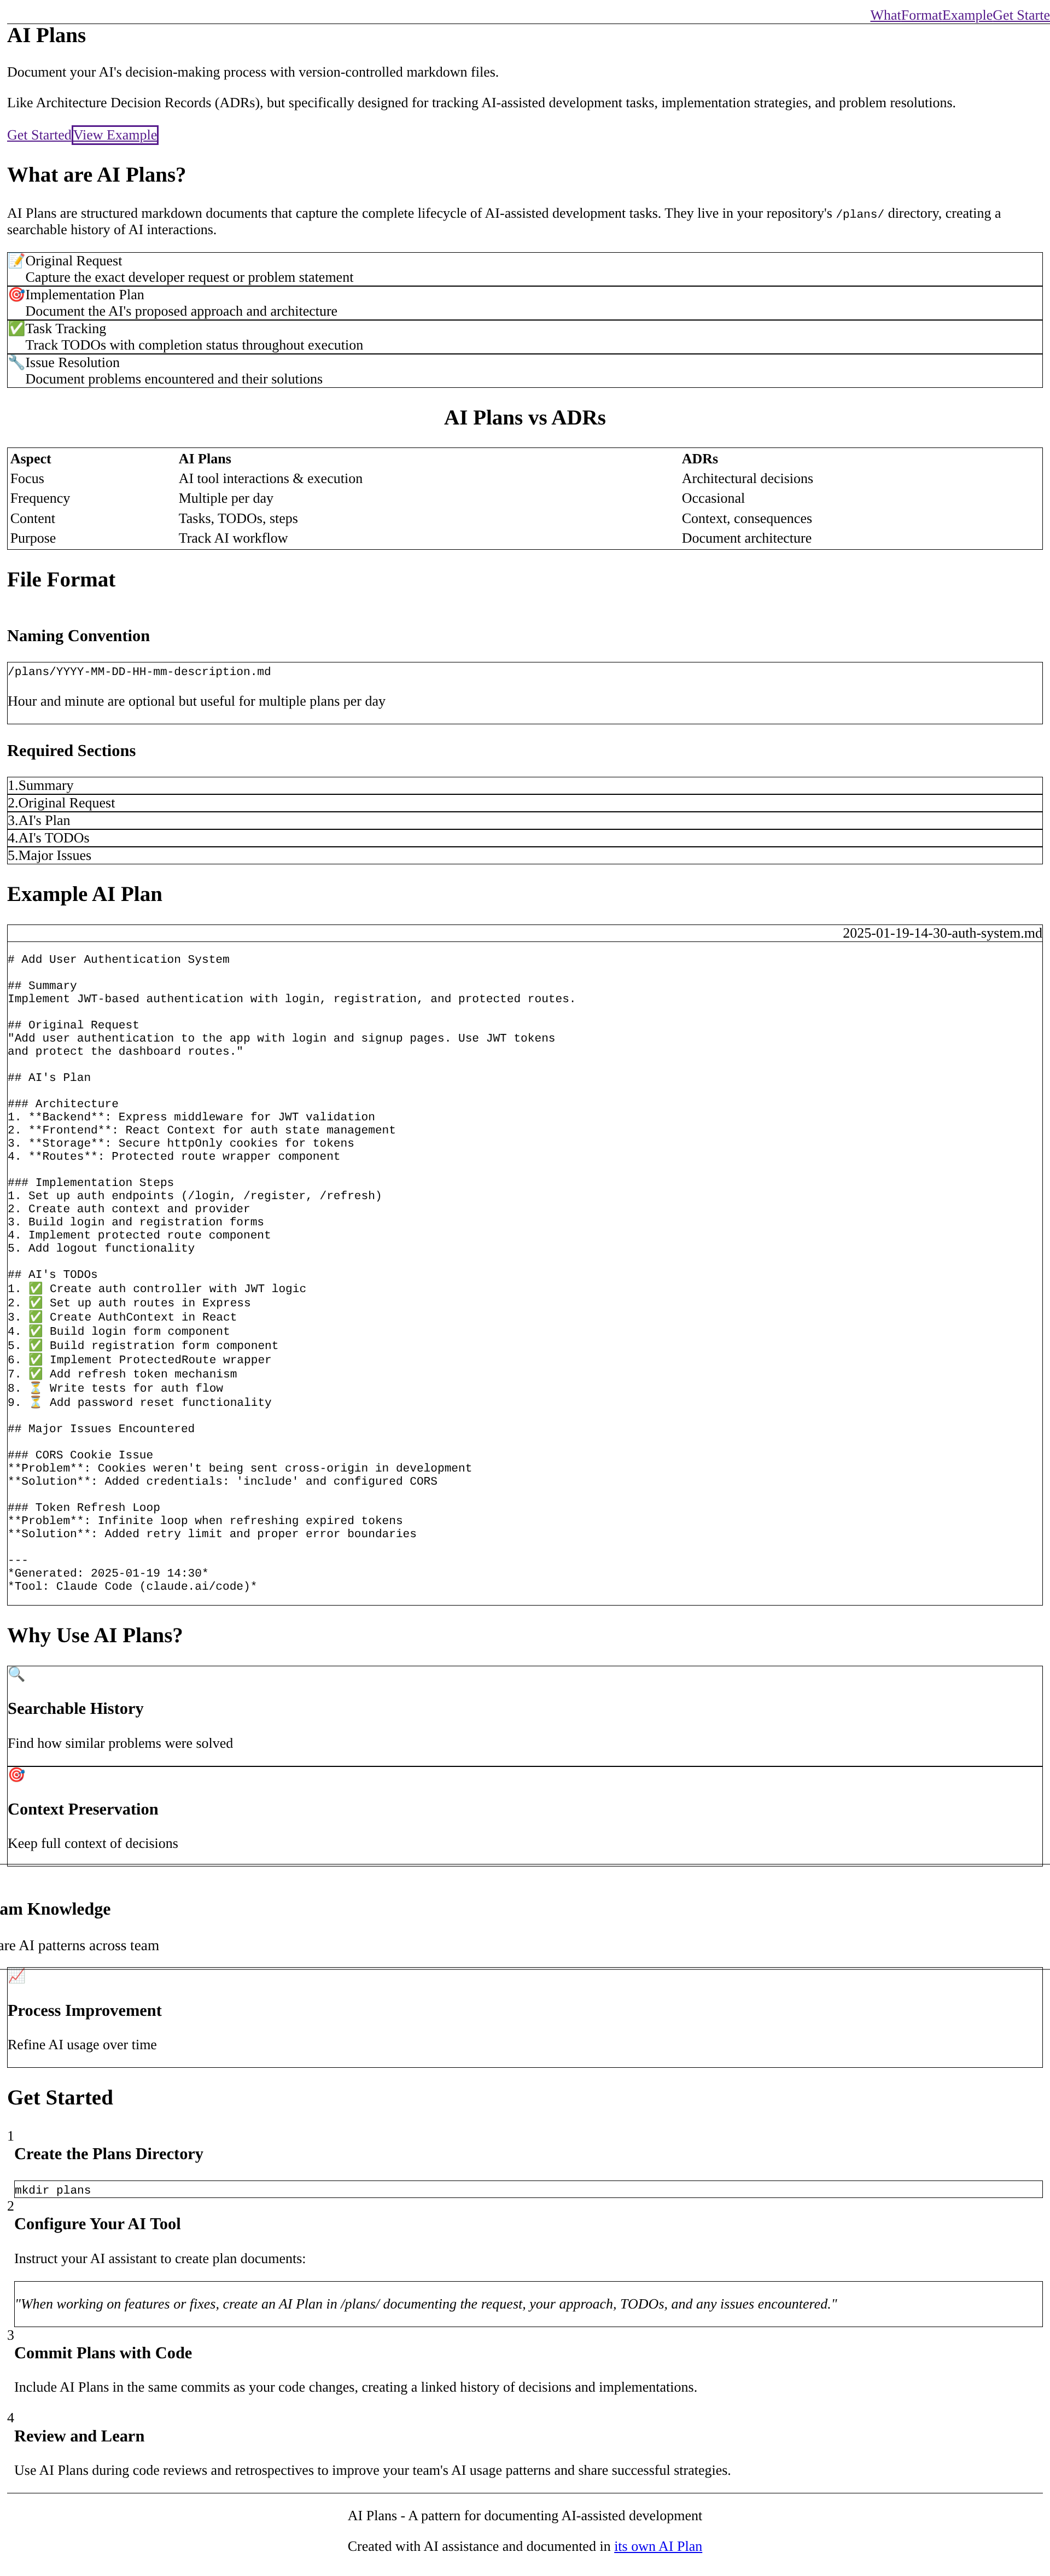 WhatFormatExampleGet Starte
AI Plans
Document your AI's decision-making process with version-controlled markdown files.
Like Architecture Decision Records (ADRs), but specifically designed for tracking AI-assisted development tasks, implementation strategies, and problem resolutions.
Get StartedView Example
What are AI Plans?
AI Plans are structured markdown documents that capture the complete lifecycle of AI-assisted development tasks. They live in your repository's /plans/ directory, creating a
searchable history of AI interactions.
📝Original Request
Capture the exact developer request or problem statement
🎯Implementation Plan
Document the AI's proposed approach and architecture
✅Task Tracking
Track TODOs with completion status throughout execution
🔧Issue Resolution
Document problems encountered and their solutions
AI Plans vs ADRs
Aspect AI Plans ADRs
Focus AI tool interactions & execution Architectural decisions
Frequency Multiple per day Occasional
Content Tasks, TODOs, steps Context, consequences
Purpose Track AI workflow Document architecture
File Format
Naming Convention
/plans/YYYY-MM-DD-HH-mm-description.md
Hour and minute are optional but useful for multiple plans per day
Required Sections
1.Summary
2.Original Request
3.AI's Plan
4.AI's TODOs
5.Major Issues
Example AI Plan
2025-01-19-14-30-auth-system.md
# Add User Authentication System
## Summary
Implement JWT-based authentication with login, registration, and protected routes.
## Original Request
"Add user authentication to the app with login and signup pages. Use JWT tokens
and protect the dashboard routes."
## AI's Plan
### Architecture
1. **Backend**: Express middleware for JWT validation
2. **Frontend**: React Context for auth state management
3. **Storage**: Secure httpOnly cookies for tokens
4. **Routes**: Protected route wrapper component
### Implementation Steps
1. Set up auth endpoints (/login, /register, /refresh)
2. Create auth context and provider
3. Build login and registration forms
4. Implement protected route component
5. Add logout functionality
## AI's TODOs
1. ✅ Create auth controller with JWT logic
2. ✅ Set up auth routes in Express
3. ✅ Create AuthContext in React
4. ✅ Build login form component
5. ✅ Build registration form component
6. ✅ Implement ProtectedRoute wrapper
7. ✅ Add refresh token mechanism
8. ⏳ Write tests for auth flow
9. ⏳ Add password reset functionality
## Major Issues Encountered
### CORS Cookie Issue
**Problem**: Cookies weren't being sent cross-origin in development
**Solution**: Added credentials: 'include' and configured CORS
### Token Refresh Loop
**Problem**: Infinite loop when refreshing expired tokens
**Solution**: Added retry limit and proper error boundaries
---
*Generated: 2025-01-19 14:30*
*Tool: Claude Code (claude.ai/code)*
Why Use AI Plans?
🔍
Searchable History
Find how similar problems were solved
🎯
Context Preservation
Keep full context of decisions
am Knowledge
are AI patterns across team
📈
Process Improvement
Refine AI usage over time
Get Started
1
Create the Plans Directory
mkdir plans
2
Configure Your AI Tool
Instruct your AI assistant to create plan documents:
"When working on features or fixes, create an AI Plan in /plans/ documenting the request, your approach, TODOs, and any issues encountered."
3
Commit Plans with Code
Include AI Plans in the same commits as your code changes, creating a linked history of decisions and implementations.
4
Review and Learn
Use AI Plans during code reviews and retrospectives to improve your team's AI usage patterns and share successful strategies.
AI Plans - A pattern for documenting AI-assisted development
Created with AI assistance and documented in its own AI Plan